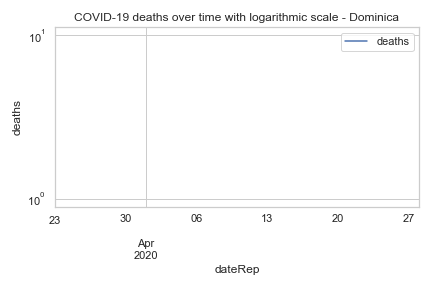 COVID-19 deaths over time with logarithmic scale - Dominica
deaths
10¹
deaths
10⁰
23 30 06 13 20 27
Apr
2020
dateRep